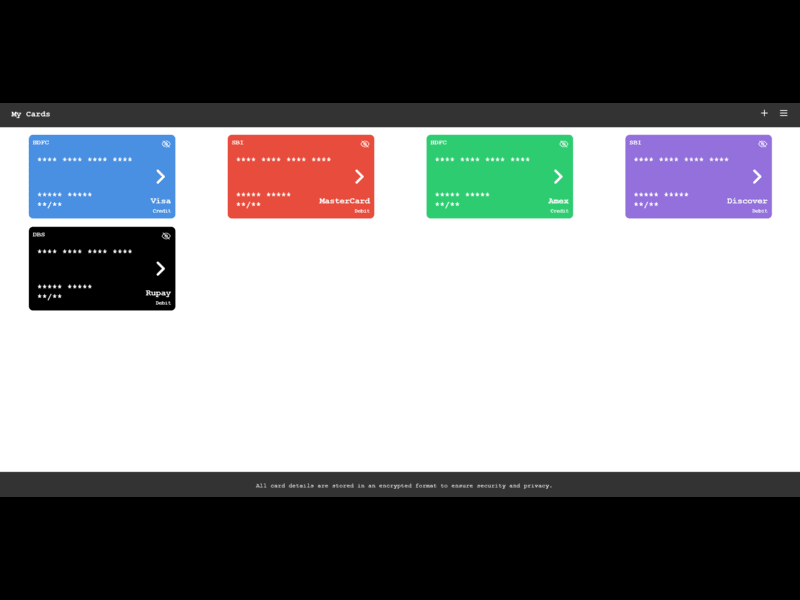 My Cards
HDFC
**** **** **** ****
***** *****
**/**
Visa
Credit
SBI
**** **** **** ****
***** *****
**/**
MasterCard
Debit
HDFC
**** **** **** ****
***** *****
**/**
Amex
Credit
SBI
**** **** **** ****
***** *****
**/**
Discover
Debit
DBS
**** **** **** ****
***** *****
**/**
Rupay
Debit
All card details are stored in an encrypted format to ensure security and privacy.